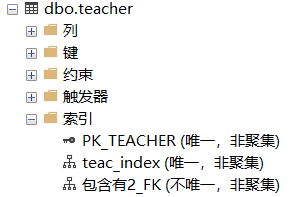 dbo.teacher
列
键
约束
触发器
索引
PK_TEACHER (唯一，非聚集)
teac_index (唯一，非聚集)
包含有2_FK (不唯一，非聚集)